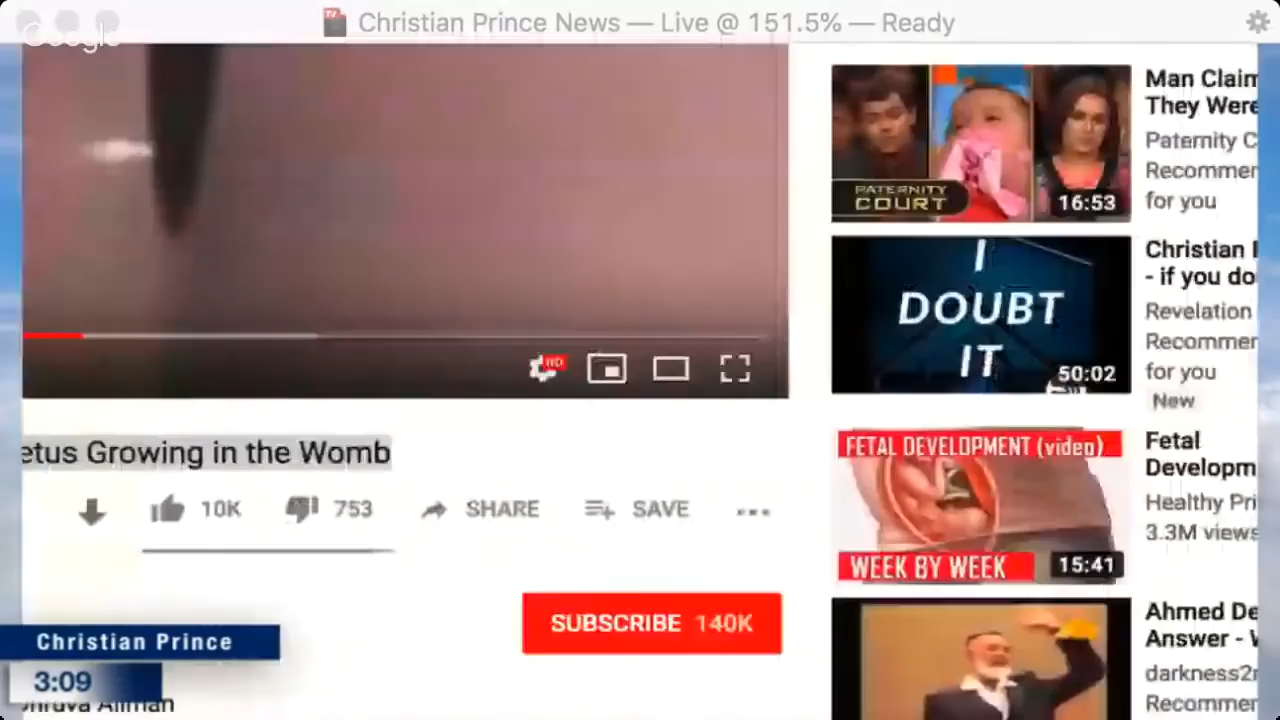 Christian Prince News — Live @ 151.5% — Ready
Google
HD
etus Growing in the Womb
10K
753
SHARE
SAVE
SUBSCRIBE 140K
Christian Prince
3:09
PATERNITY
COURT
16:53
Man Claim
They Were
Paternity C
Recommen
for you
I
DOUBT
IT
50:02
Christian
- if you do
Revelation
Recommen
for you
New
FETAL DEVELOPMENT (video)
WEEK BY WEEK
15:41
Fetal
Developm
Healthy Pri
3.3M views
Ahmed De
Answer -
darkness2
Recommen